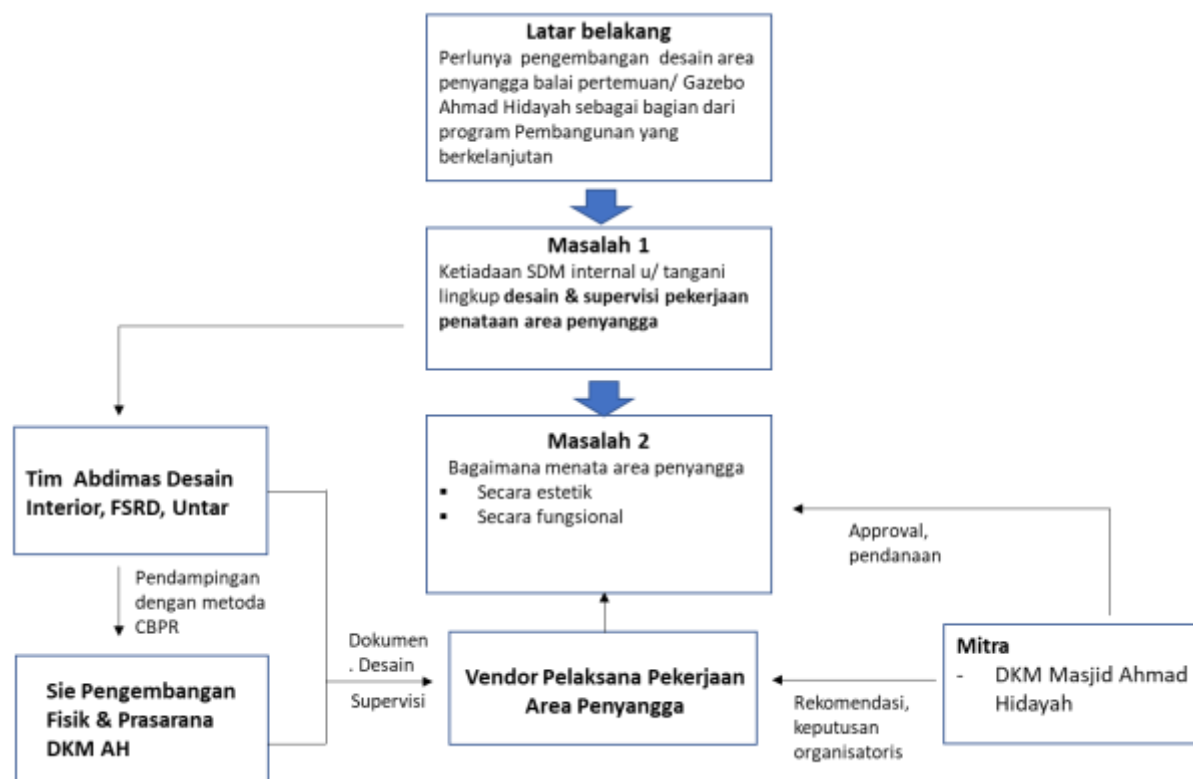 Latar belakang
Perlunya pengembangan desain area
penyangga balai pertemuan/ Gazebo
Ahmad Hidayah sebagai bagian dari
program Pembangunan yang
berkelanjutan
Masalah 1
Ketiadaan SDM internal u/ tangani
lingkup desain & supervisi pekerjaan
penataan area penyangga
Masalah 2
Bagaimana menata area penyangga
▪ Secara estetik
▪ Secara fungsional
Tim Abdimas Desain
Interior, FSRD, Untar
Pendampingan
dengan metoda
CBPR
Sie Pengembangan
Fisik & Prasarana
DKM AH
Dokumen
. Desain
Supervisi
Vendor Pelaksana Pekerjaan
Area Penyangga
Approval,
pendanaan
Mitra
- DKM Masjid Ahmad
Hidayah
Rekomendasi,
keputusan
organisatoris